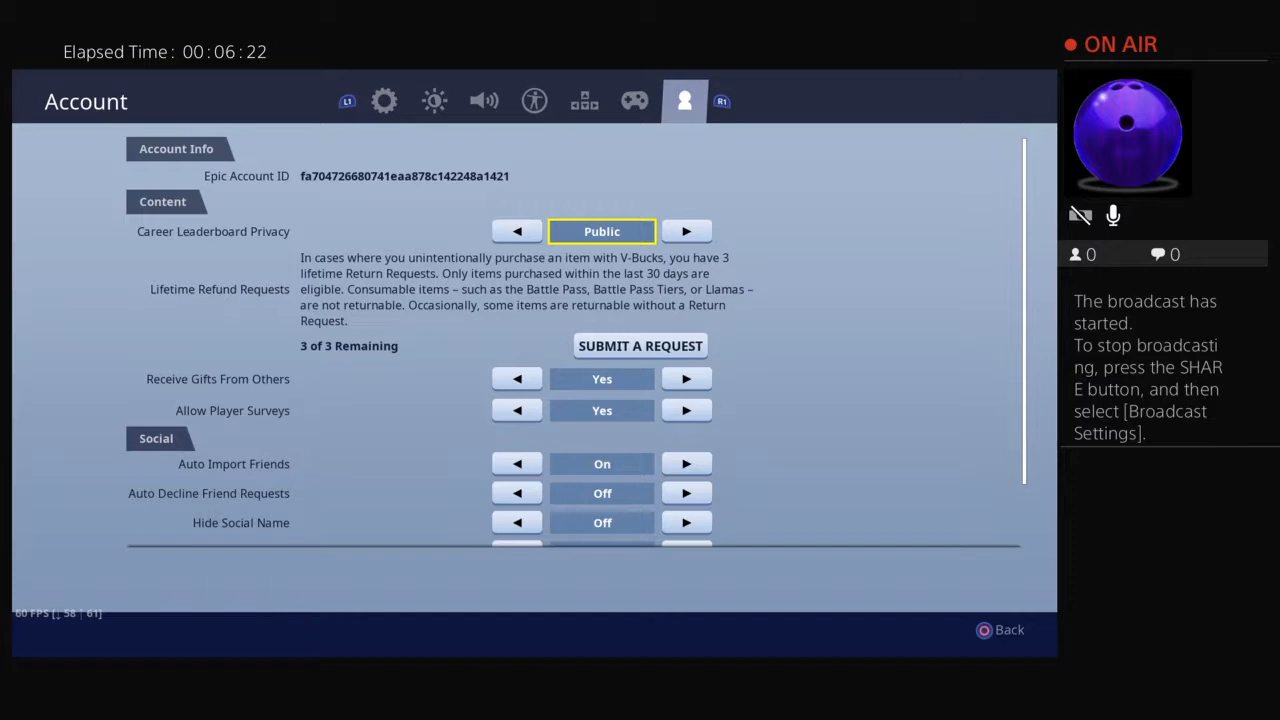 Elapsed Time: 00:06:22
ON AIR
Account
L1
R1
Account Info
Epic Account ID fa704726680741eaa878c142248a1421
Content
Career Leaderboard Privacy Public
Lifetime Refund Requests
In cases where you unintentionally purchase an item with V-Bucks, you have 3
lifetime Return Requests. Only items purchased within the last 30 days are
eligible. Consumable items – such as the Battle Pass, Battle Pass Tiers, or Llamas –
are not returnable. Occasionally, some items are returnable without a Return
Request.
3 of 3 Remaining SUBMIT A REQUEST
Receive Gifts From Others Yes
Allow Player Surveys Yes
Social
Auto Import Friends On
Auto Decline Friend Requests Off
Hide Social Name Off
60 FPS [↓ 58 ↑ 61]
Back
0 0
The broadcast has
started.
To stop broadcasti
ng, press the SHAR
E button, and then
select [Broadcast
Settings].